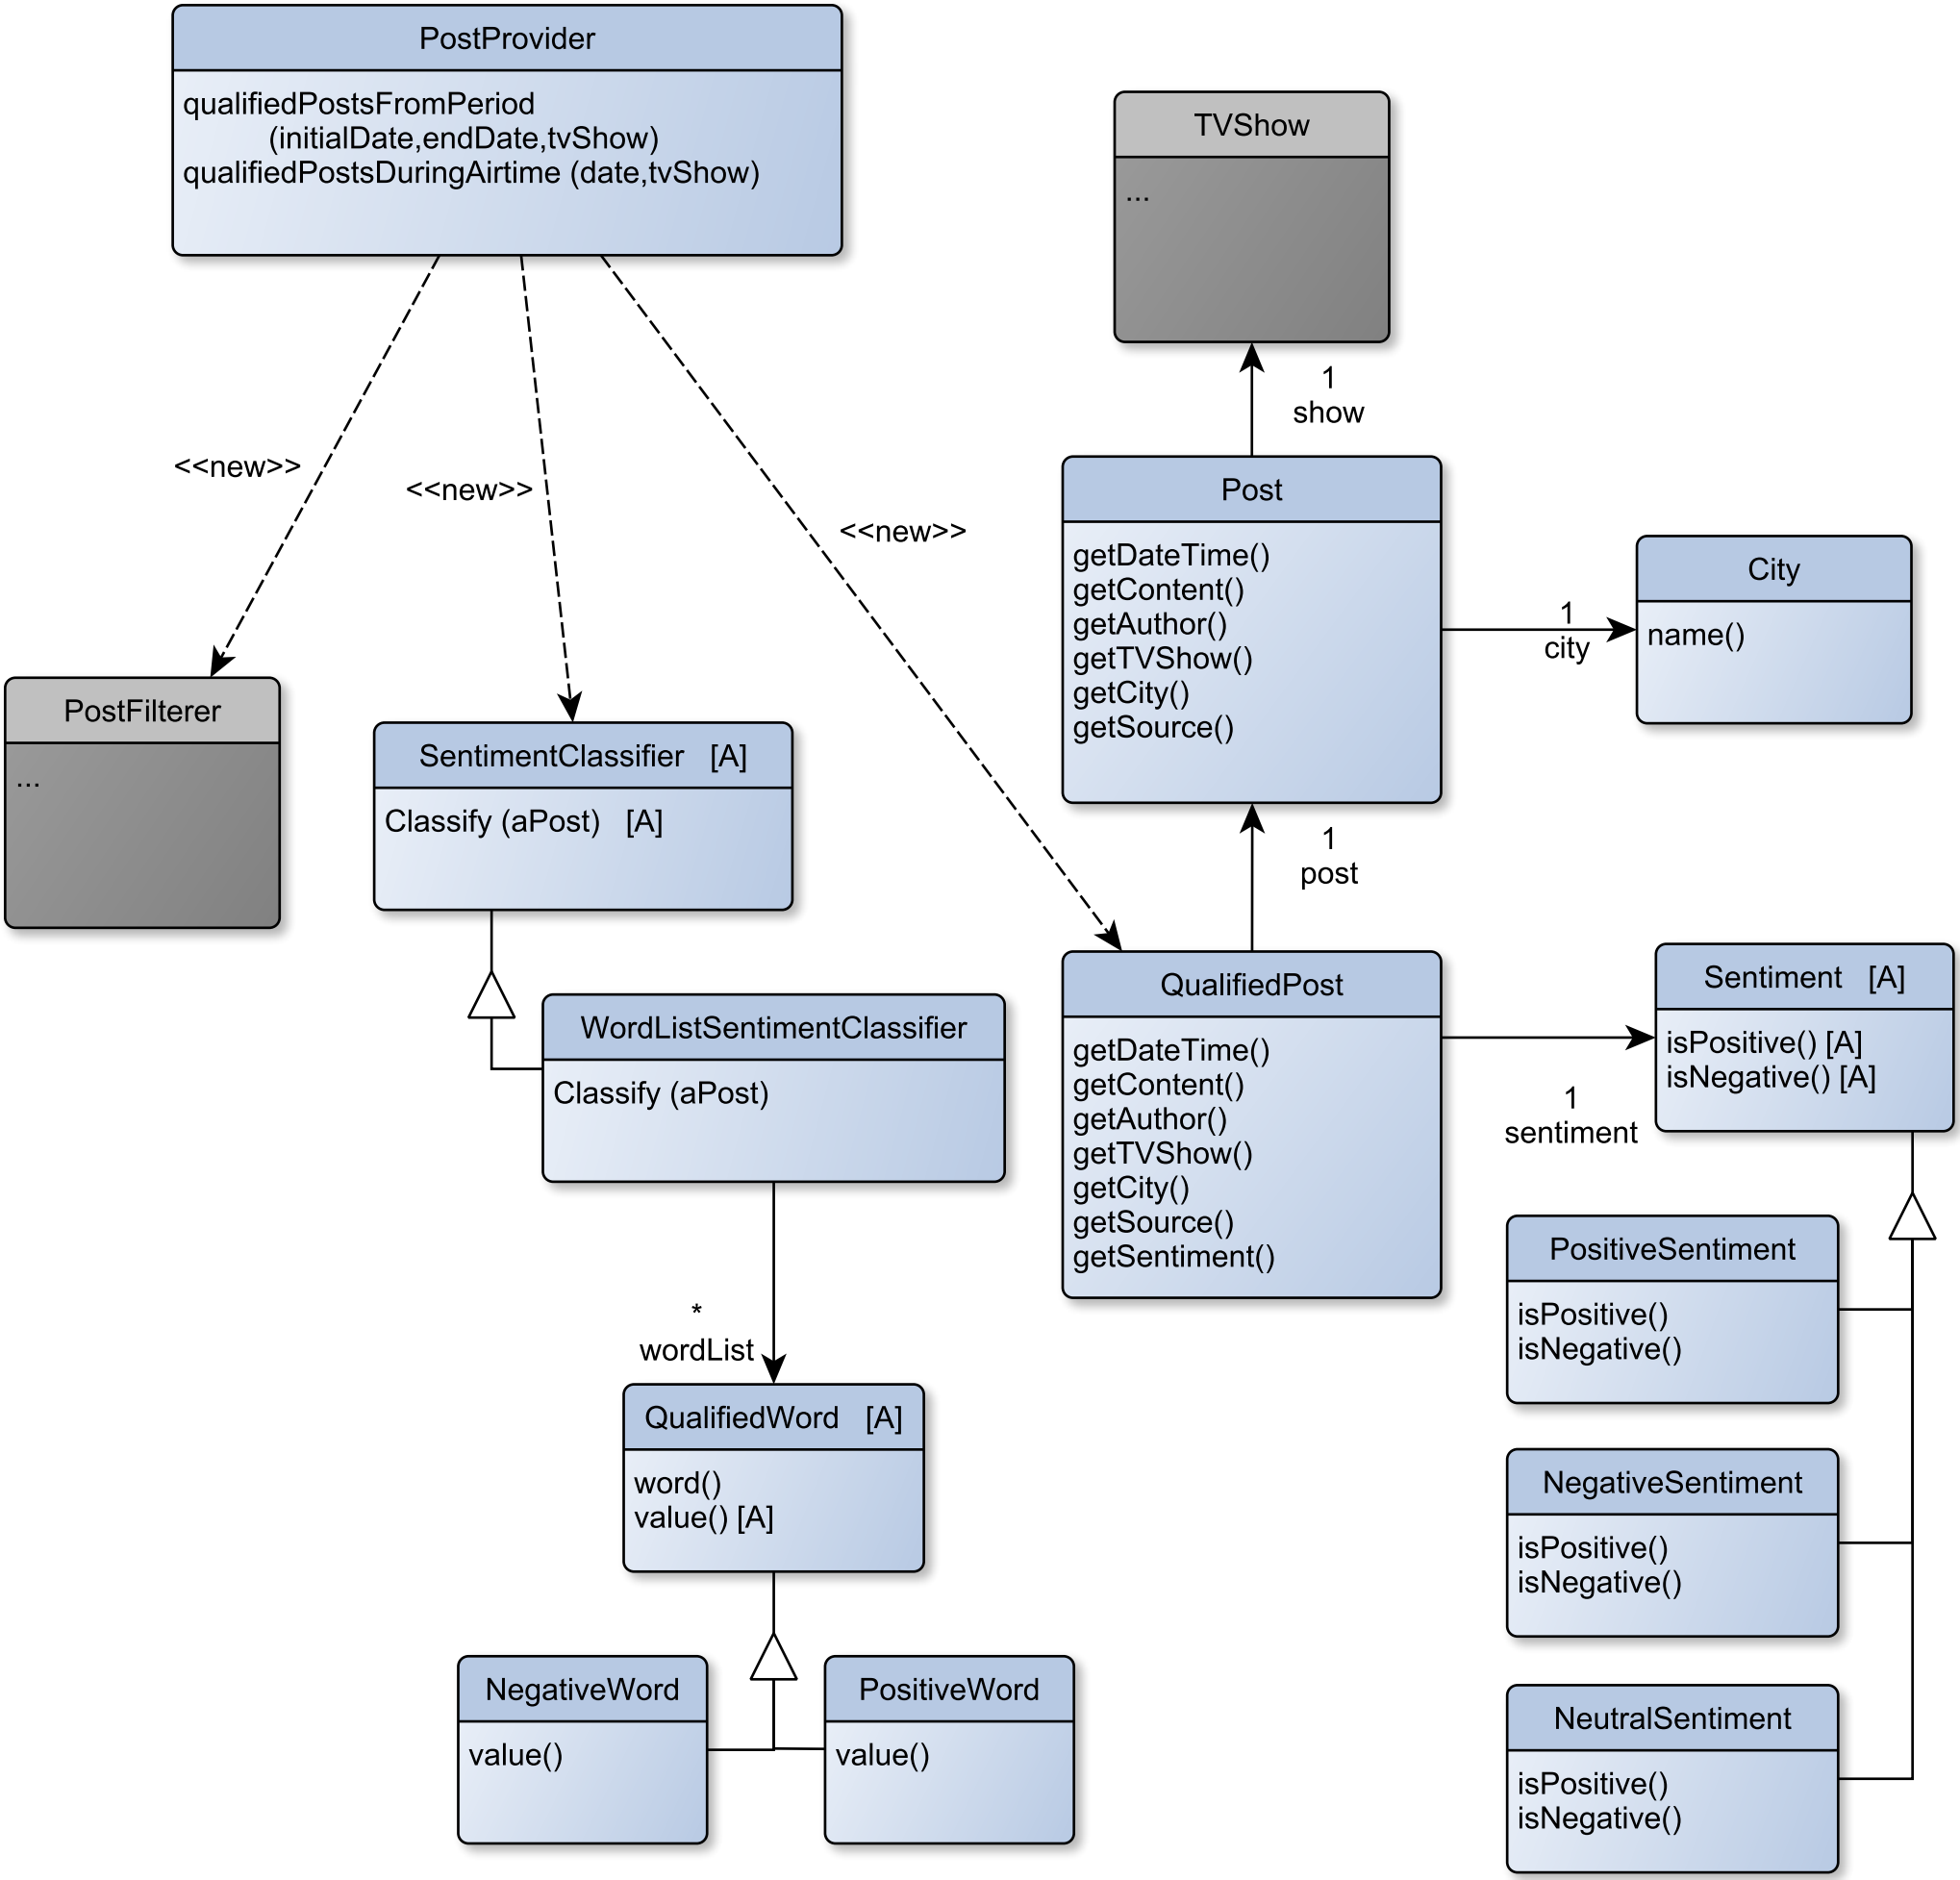 PostProvider
qualifiedPostsFromPeriod
(initialDate,endDate,tvShow)
qualifiedPostsDuringAirtime (date,tvShow)
TVShow
...
1
show
<<new>>
<<new>>
<<new>>
Post
getDateTime()
getContent()
getAuthor()
getTVShow()
getCity()
getSource()
1
city
City
name()
PostFilterer
...
SentimentClassifier [A]
Classify (aPost) [A]
1
post
WordListSentimentClassifier
Classify (aPost)
QualifiedPost
getDateTime()
getContent()
getAuthor()
getTVShow()
getCity()
getSource()
getSentiment()
1
sentiment
Sentiment [A]
isPositive() [A]
isNegative() [A]
PositiveSentiment
isPositive()
isNegative()
*
wordList
QualifiedWord [A]
word()
value() [A]
NegativeSentiment
isPositive()
isNegative()
NegativeWord
value()
PositiveWord
value()
NeutralSentiment
isPositive()
isNegative()